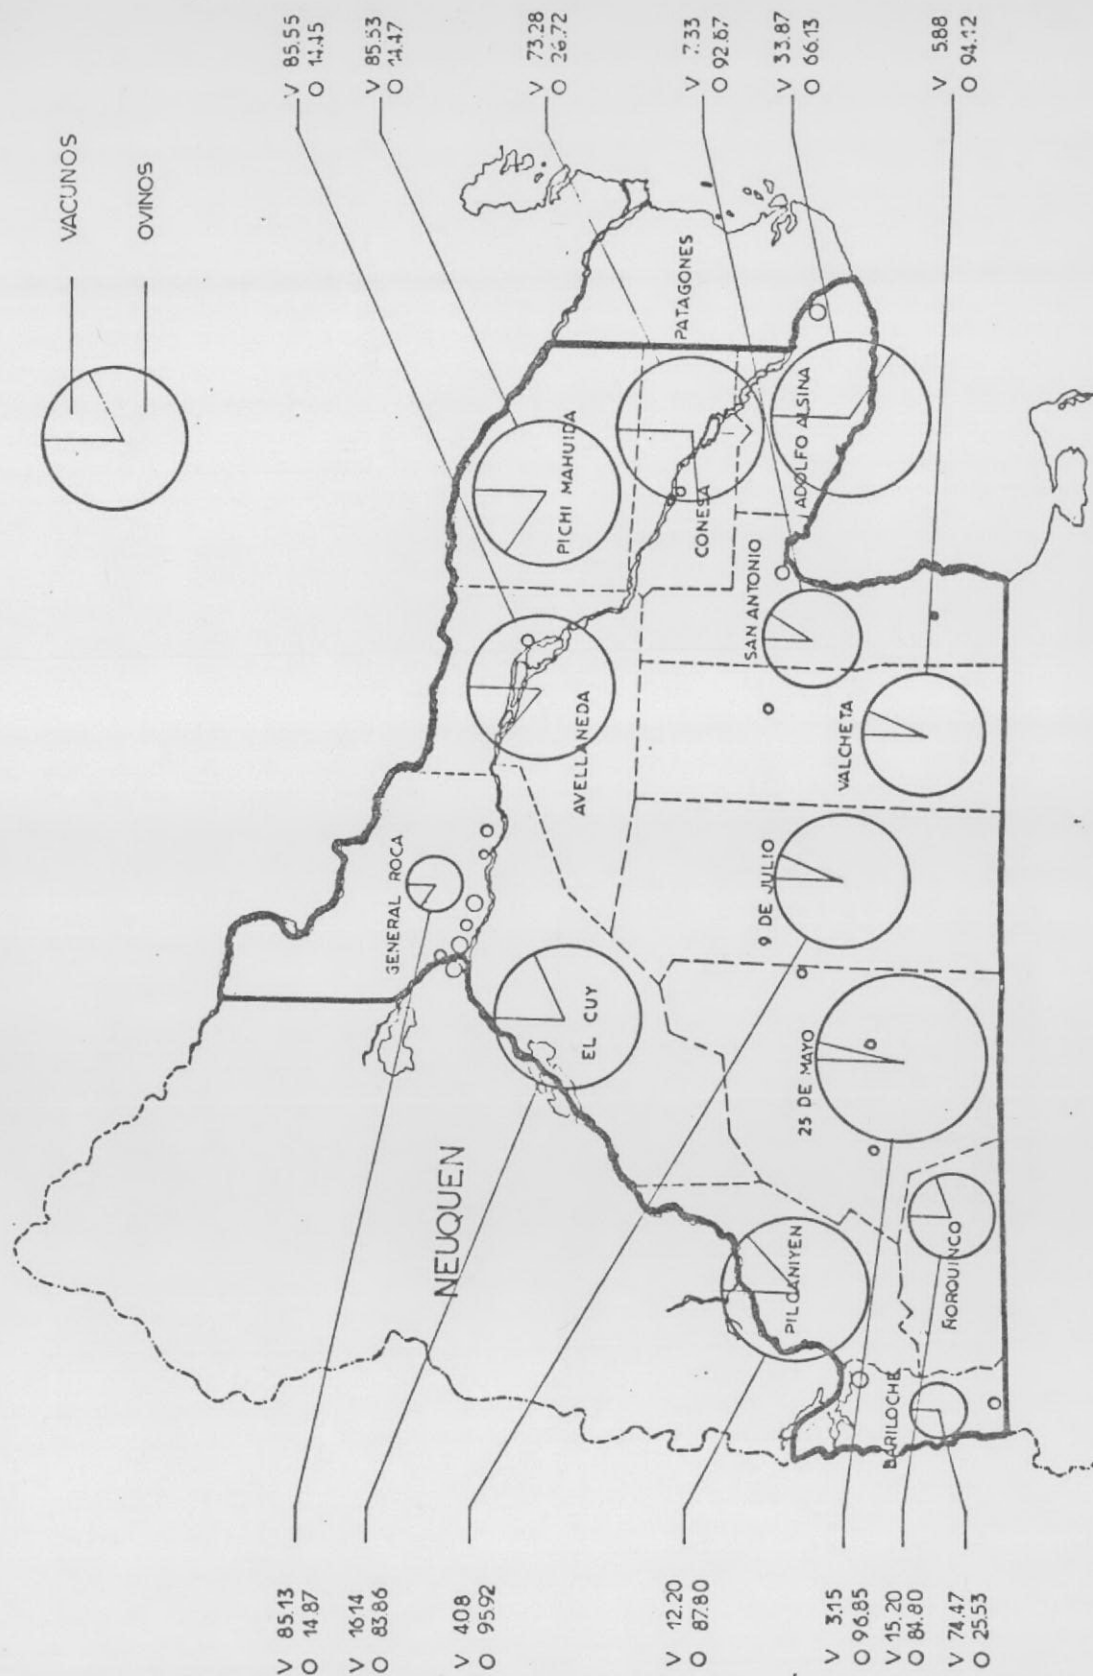 VACUNOS
OVINOS
V 85.55
O 14.45
V 85.53
O 14.47
V 73.28
O 26.72
V 7.33
O 92.67
V 33.87
O 66.13
V 5.88
O 94.12
PATAGONES
PICHI MAHUIDA
CONESA
ADOLFO ALSINA
AVELLANEDA
SAN ANTONIO
VALCHETA
GENERAL ROCA
9 DE JULIO
EL CUY
25 DE MAYO
NEUQUEN
PILCANIYEN
ÑORQUINCO
BARILOCHE
V 85.13
O 14.87
V 16.14
O 83.86
V 4.08
O 95.92
V 12.20
O 87.80
V 3.15
O 96.85
V 15.20
O 84.80
V 74.47
O 25.53